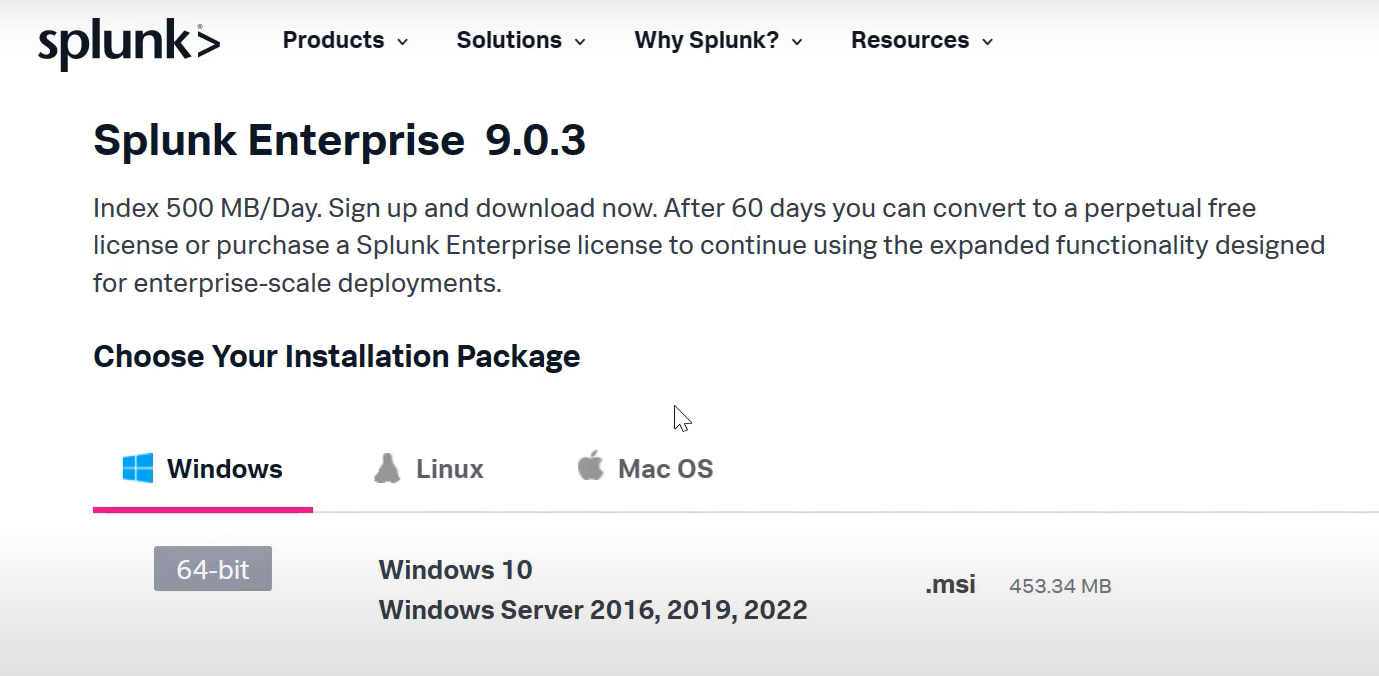 splunk>® Products Solutions Why Splunk? Resources
Splunk Enterprise 9.0.3
Index 500 MB/Day. Sign up and download now. After 60 days you can convert to a perpetual free
license or purchase a Splunk Enterprise license to continue using the expanded functionality designed
for enterprise-scale deployments.
Choose Your Installation Package
Windows Linux Mac OS
64-bit Windows 10
.msi 453.34 MB
Windows Server 2016, 2019, 2022